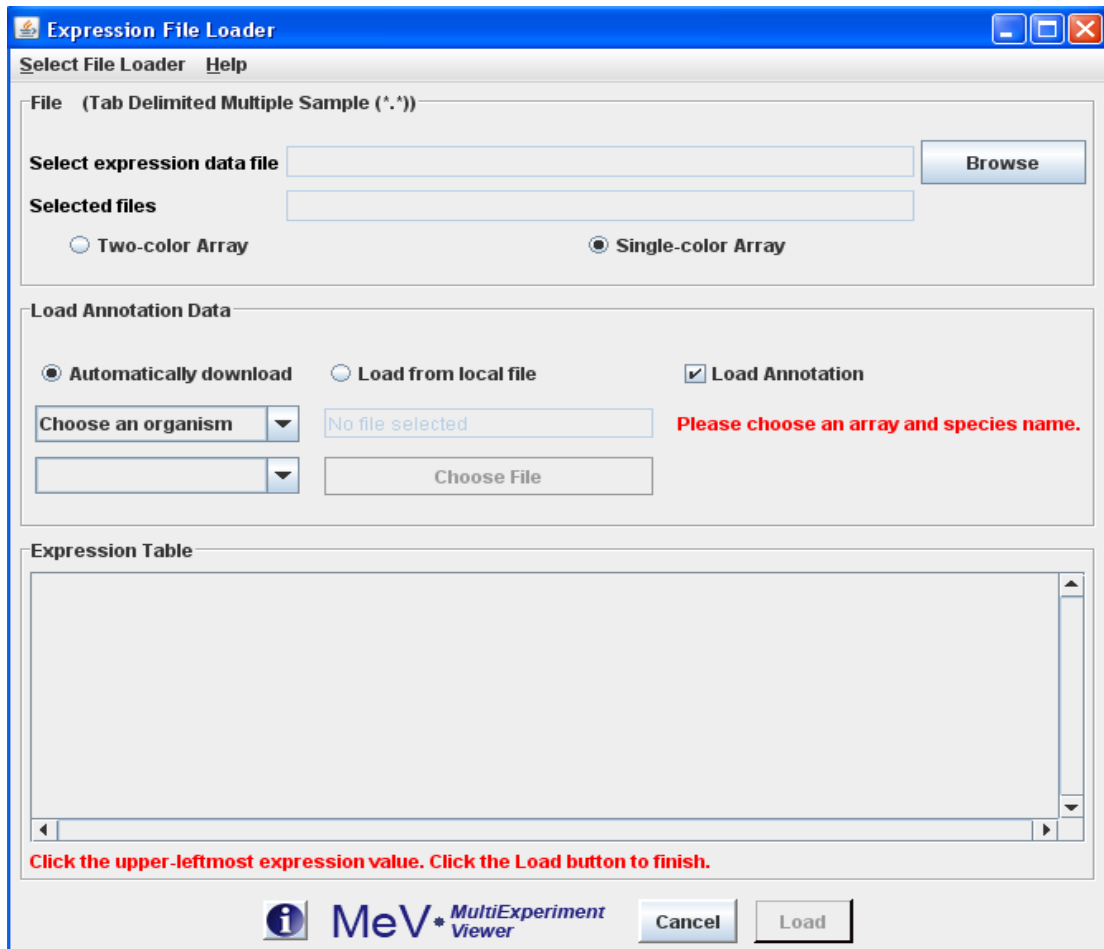 Expression File Loader
Select File Loader Help
File (Tab Delimited Multiple Sample (*.*))
Select expression data file
Browse
Selected files
Two-color Array
Single-color Array
Load Annotation Data
Automatically download
Load from local file
Load Annotation
Choose an organism
No file selected
Please choose an array and species name.
Choose File
Expression Table
Click the upper-leftmost expression value. Click the Load button to finish.
i
MeV
MultiExperiment
Viewer
Cancel
Load